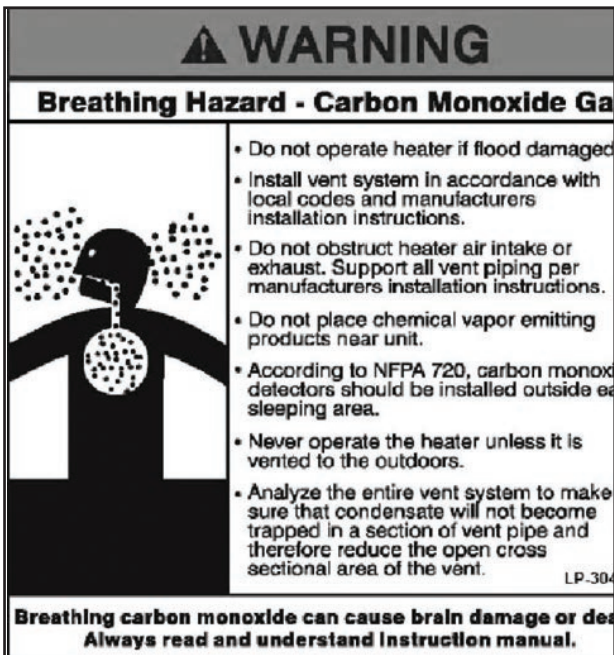 WARNING
Breathing Hazard - Carbon Monoxide Ga
• Do not operate heater if flood damaged
• Install vent system in accordance with
local codes and manufacturers
installation instructions.
• Do not obstruct heater air intake or
exhaust. Support all vent piping per
manufacturers installation instructions.
• Do not place chemical vapor emitting
products near unit.
• According to NFPA 720, carbon monoxi
detectors should be installed outside ea
sleeping area.
• Never operate the heater unless it is
vented to the outdoors.
• Analyze the entire vent system to make
sure that condensate will not become
trapped in a section of vent pipe and
therefore reduce the open cross
sectional area of the vent.
LP-304
Breathing carbon monoxide can cause brain damage or dea
Always read and understand instruction manual.